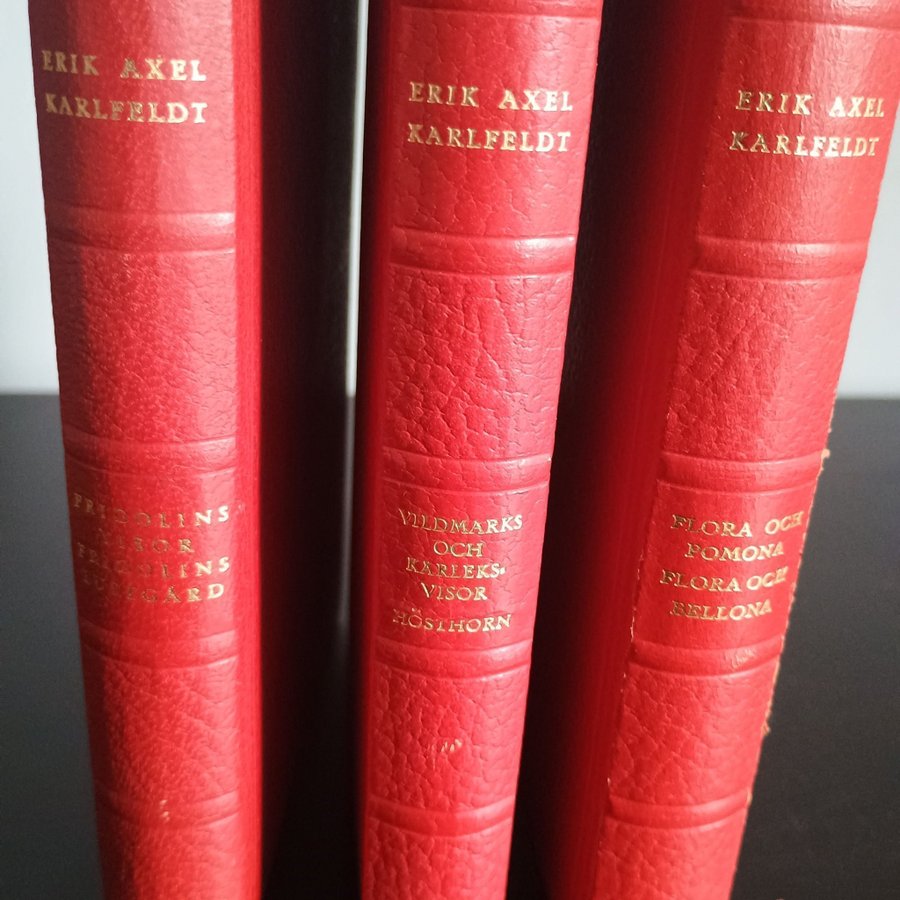 ERIK AXEL
KARLFELDT
FRIDOLINS
VISOR
FRIDOLINS
LUSTGÅRD
ERIK AXEL
KARLFELDT
VILDMARKS
OCH
KÄRLEKS-
VISOR
HÖSTHORN
ERIK AXEL
KARLFELDT
FLORA OCH
POMONA
FLORA OCH
BELLONA